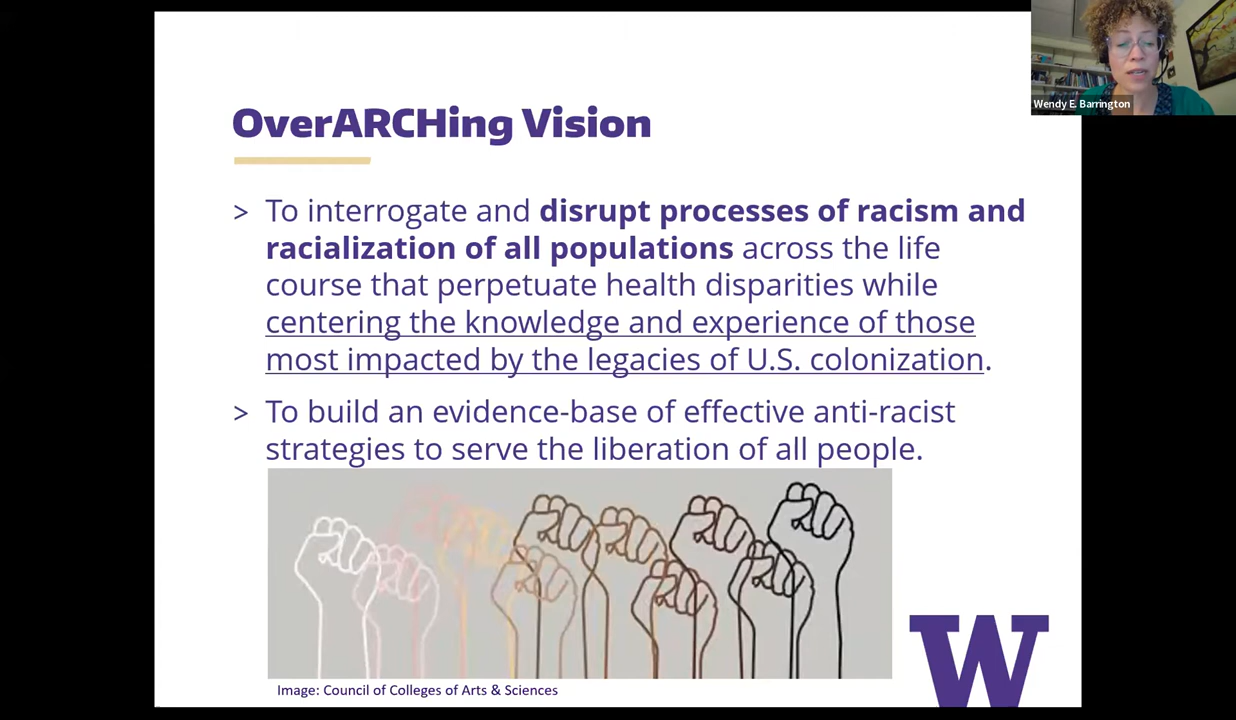 Wendy E. Barrington
OverARCHing Vision
> To interrogate and disrupt processes of racism and
racialization of all populations across the life
course that perpetuate health disparities while
centering the knowledge and experience of those
most impacted by the legacies of U.S. colonization.
> To build an evidence-base of effective anti-racist
strategies to serve the liberation of all people.
Image: Council of Colleges of Arts & Sciences
W